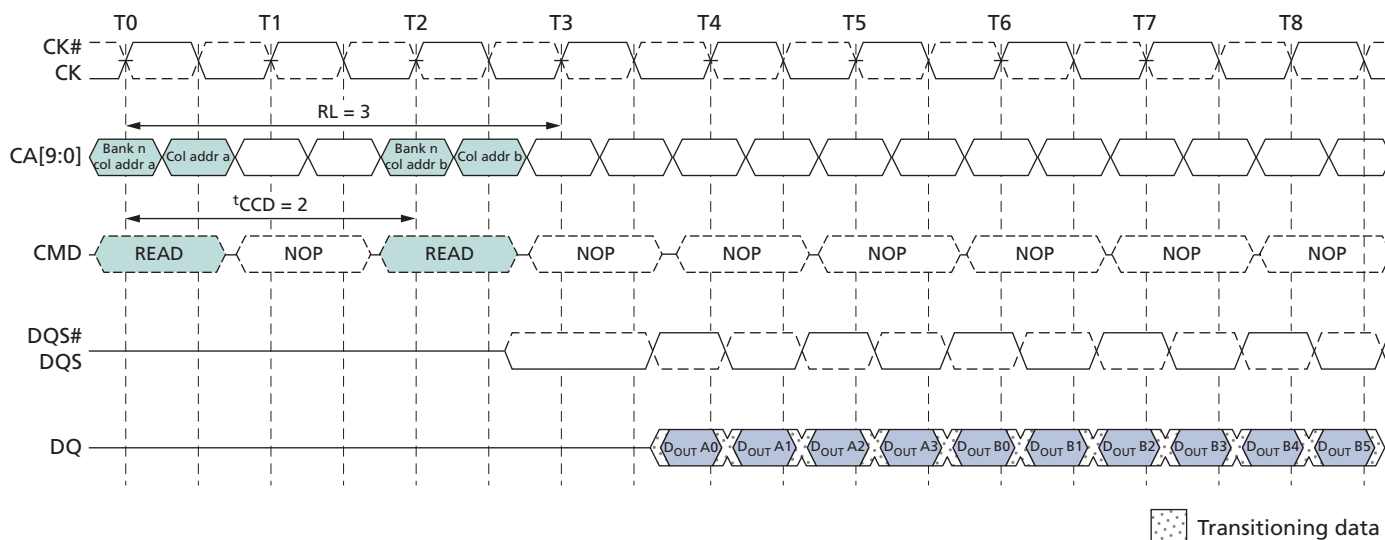 T0 T1 T2 T3 T4 T5 T6 T7 T8
CK#
CK
RL = 3
CA[9:0] Bank n col addr a Col addr a Bank n col addr b Col addr b
tCCD = 2
CMD READ NOP READ NOP NOP NOP NOP NOP NOP
DQS#
DQS
DQ DOUT A0 DOUT A1 DOUT A2 DOUT A3 DOUT B0 DOUT B1 DOUT B2 DOUT B3 DOUT B4 DOUT B5
Transitioning data